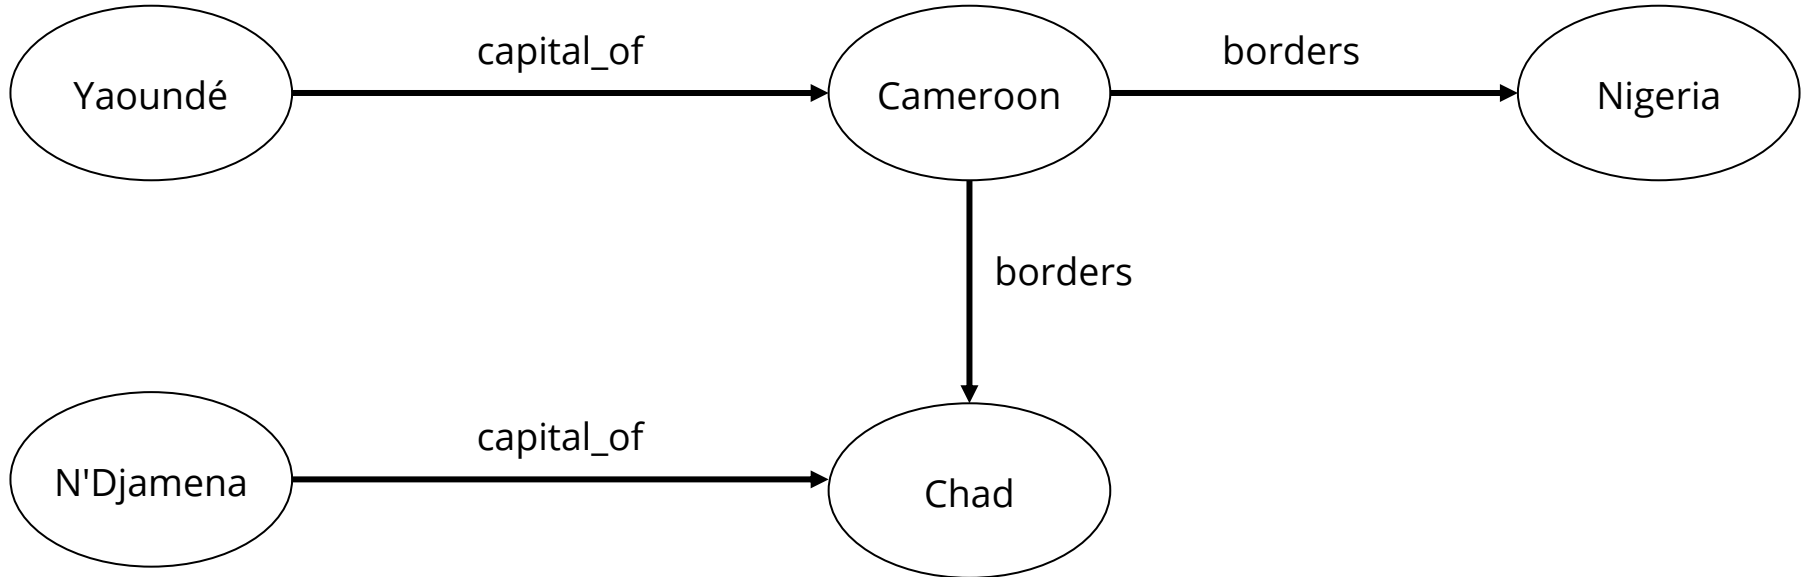 capital_of
borders
Yaoundé
Cameroon
Nigeria
borders
capital_of
N'Djamena
Chad